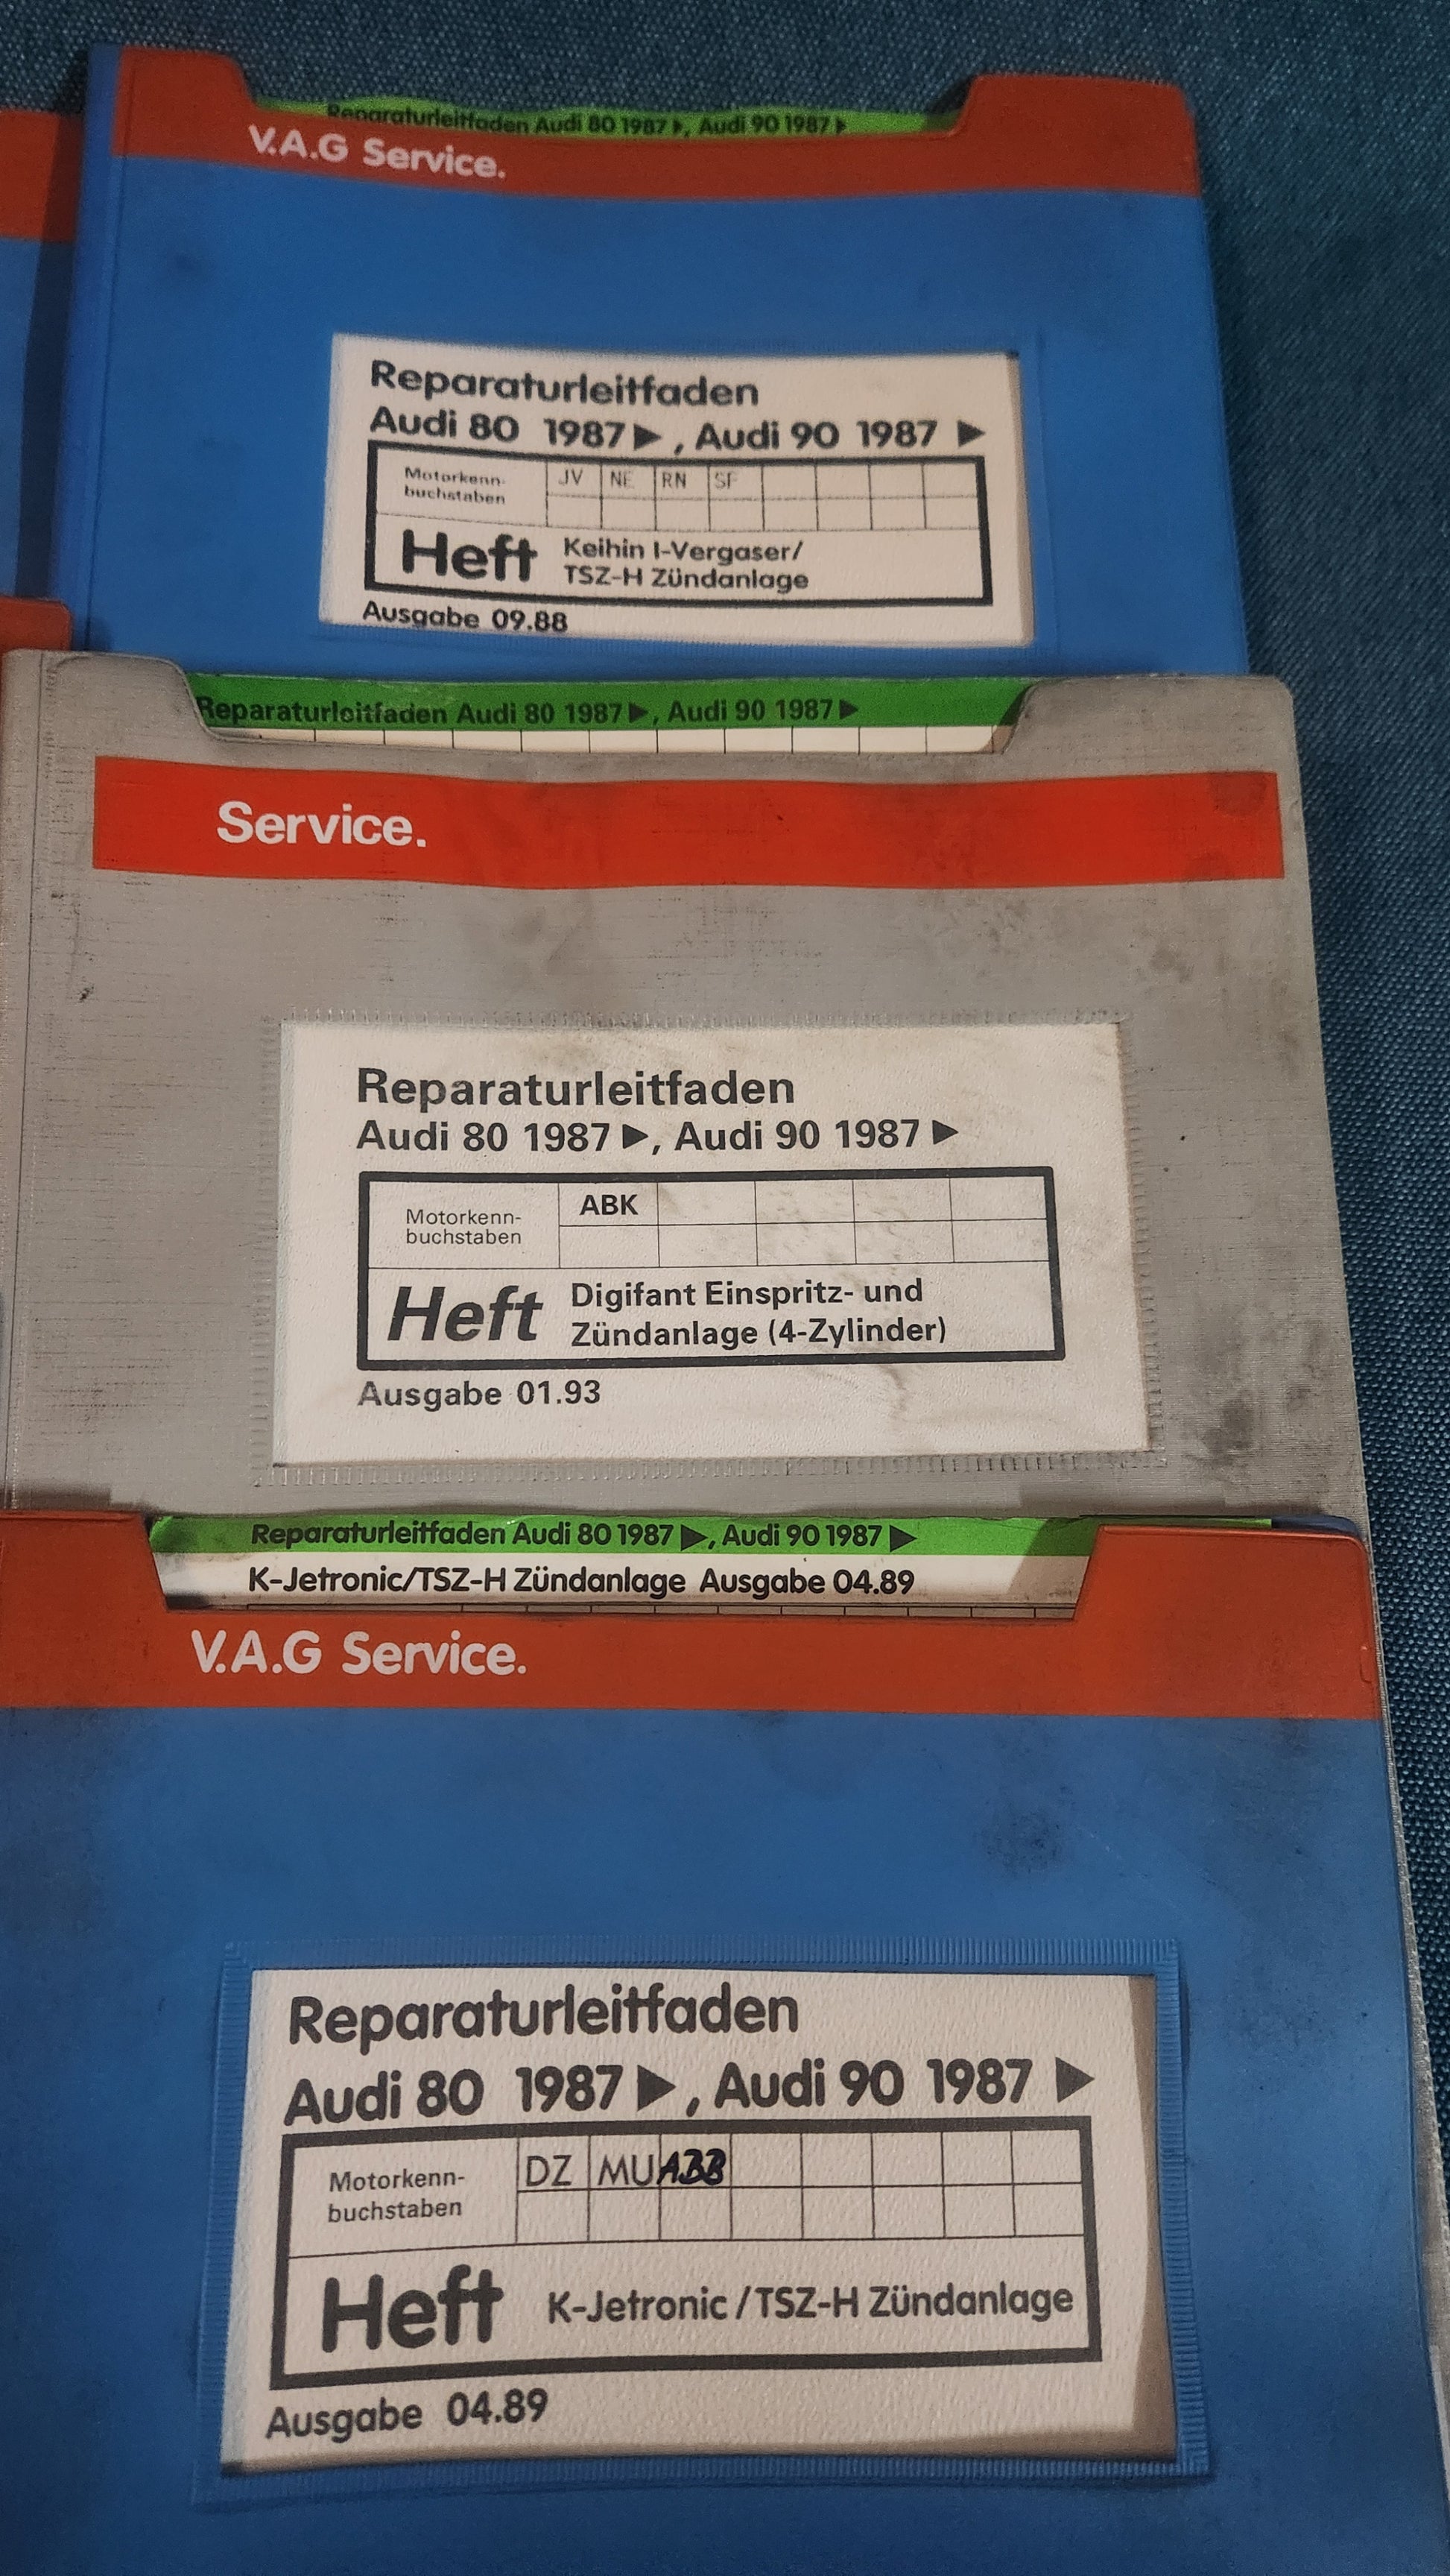 Reparaturleitfaden Audi 80 1987 ▶, Audi 90 1987 ▶
V.A.G Service.
Reparaturleitfaden
Audi 80 1987 ▶, Audi 90 1987 ▶
Motorkenn-
buchstaben
JV NE RN SF
Heft
Keihin I-Vergaser/
TSZ-H Zündanlage
Ausgabe 09.88
Reparaturleitfaden Audi 80 1987 ▶, Audi 90 1987 ▶
Service.
Reparaturleitfaden
Audi 80 1987 ▶, Audi 90 1987 ▶
Motorkenn-
buchstaben
ABK
Heft
Digifant Einspritz- und
Zündanlage (4-Zylinder)
Ausgabe 01.93
Reparaturleitfaden Audi 80 1987 ▶, Audi 90 1987 ▶
K-Jetronic/TSZ-H Zündanlage Ausgabe 04.89
V.A.G Service.
Reparaturleitfaden
Audi 80 1987 ▶, Audi 90 1987 ▶
Motorkenn-
buchstaben
DZ MU ABB
Heft
K-Jetronic/TSZ-H Zündanlage
Ausgabe 04.89